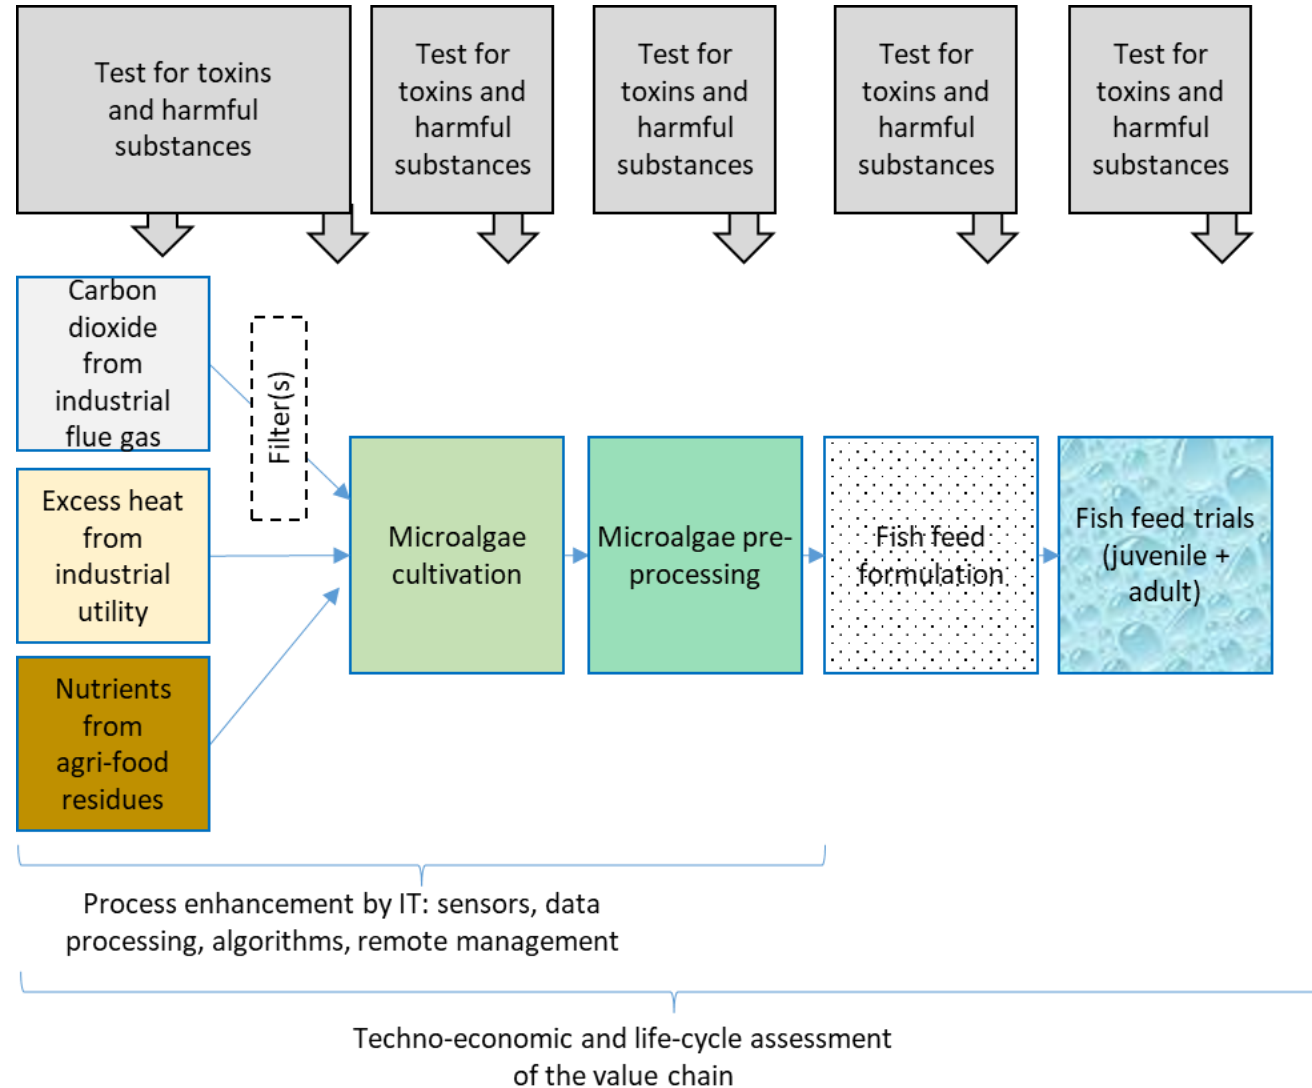 Test for toxins
and harmful
substances
Test for
toxins and
harmful
substances
Test for
toxins and
harmful
substances
Test for
toxins and
harmful
substances
Test for
toxins and
harmful
substances
Carbon
dioxide
from
industrial
flue gas
Filter(s)
Excess heat
from
industrial
utility
Nutrients
from
agri-food
residues
Microalgae
cultivation
Microalgae pre-
processing
Fish feed
formulation
Fish feed trials
(juvenile +
adult)
Process enhancement by IT: sensors, data
processing, algorithms, remote management
Techno-economic and life-cycle assessment
of the value chain